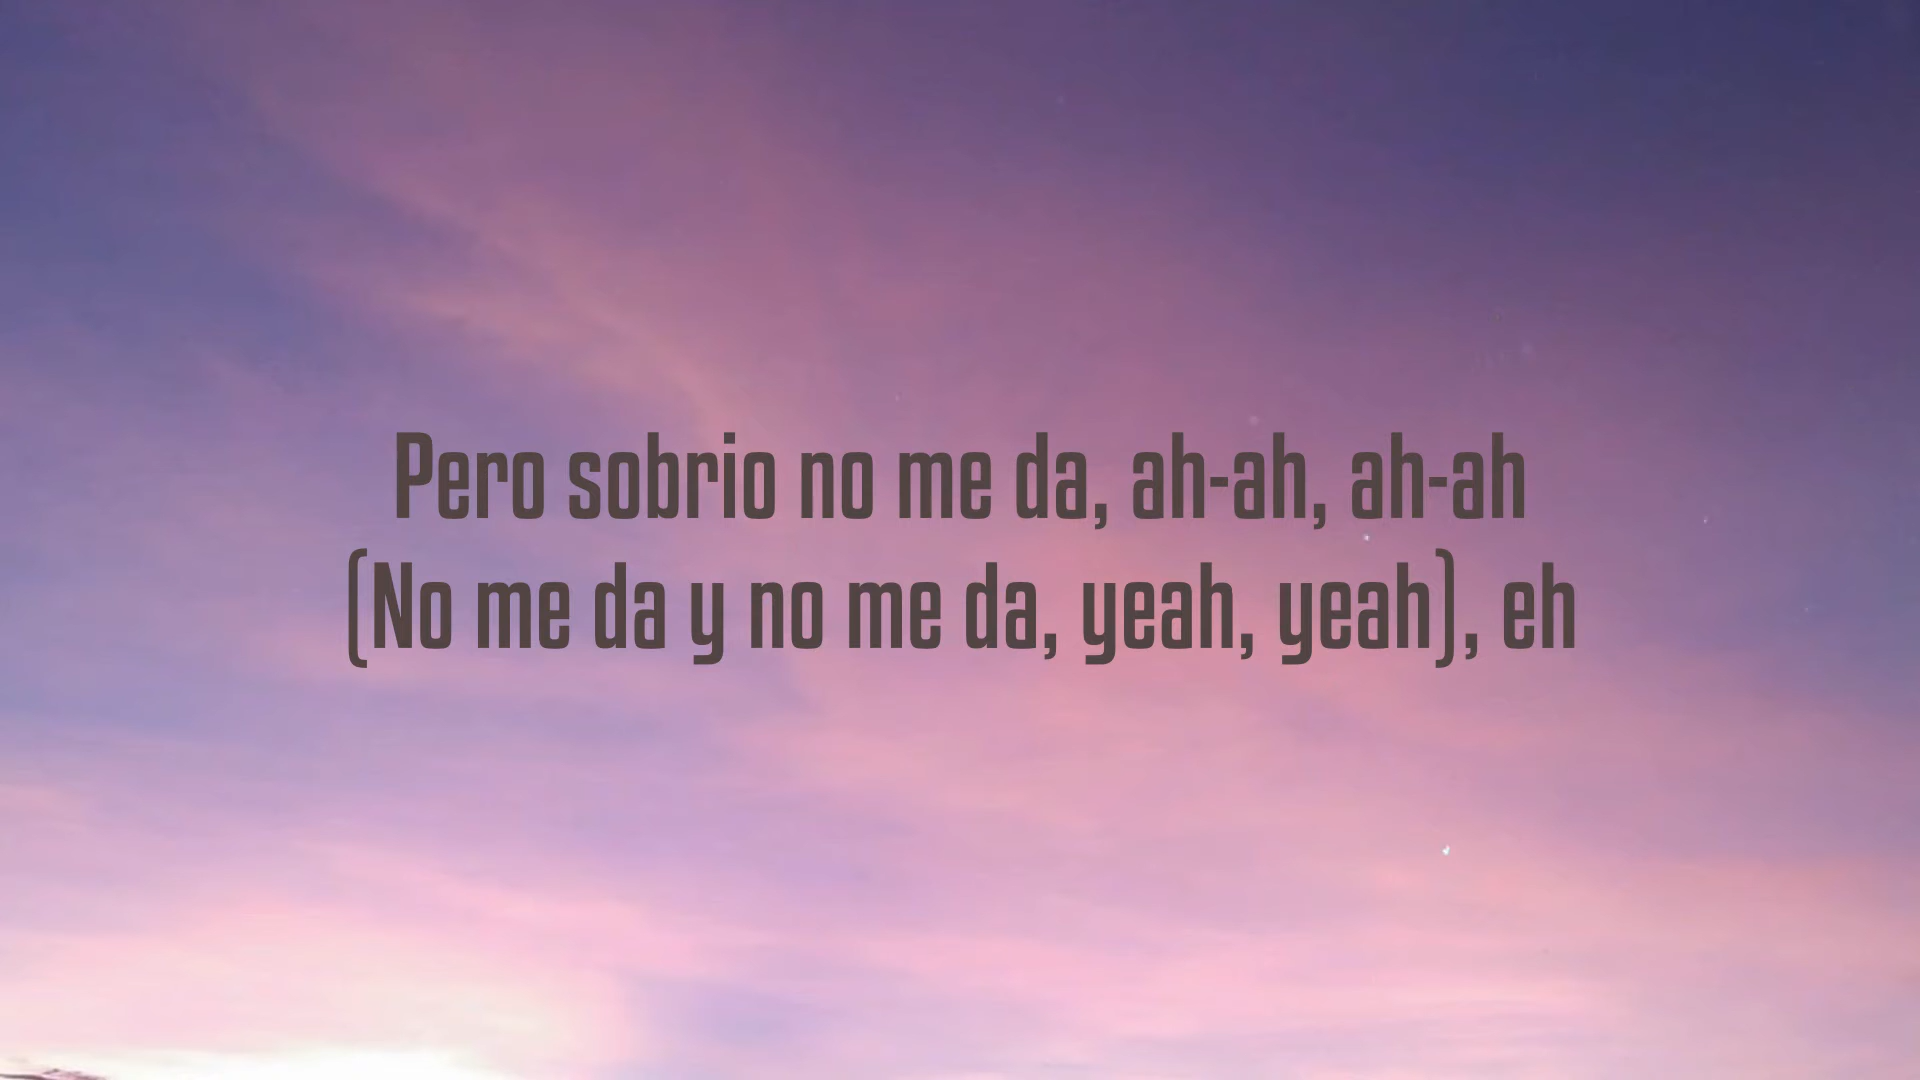 Pero sobrio no me da, ah-ah, ah-ah
(No me da y no me da, yeah, yeah), eh